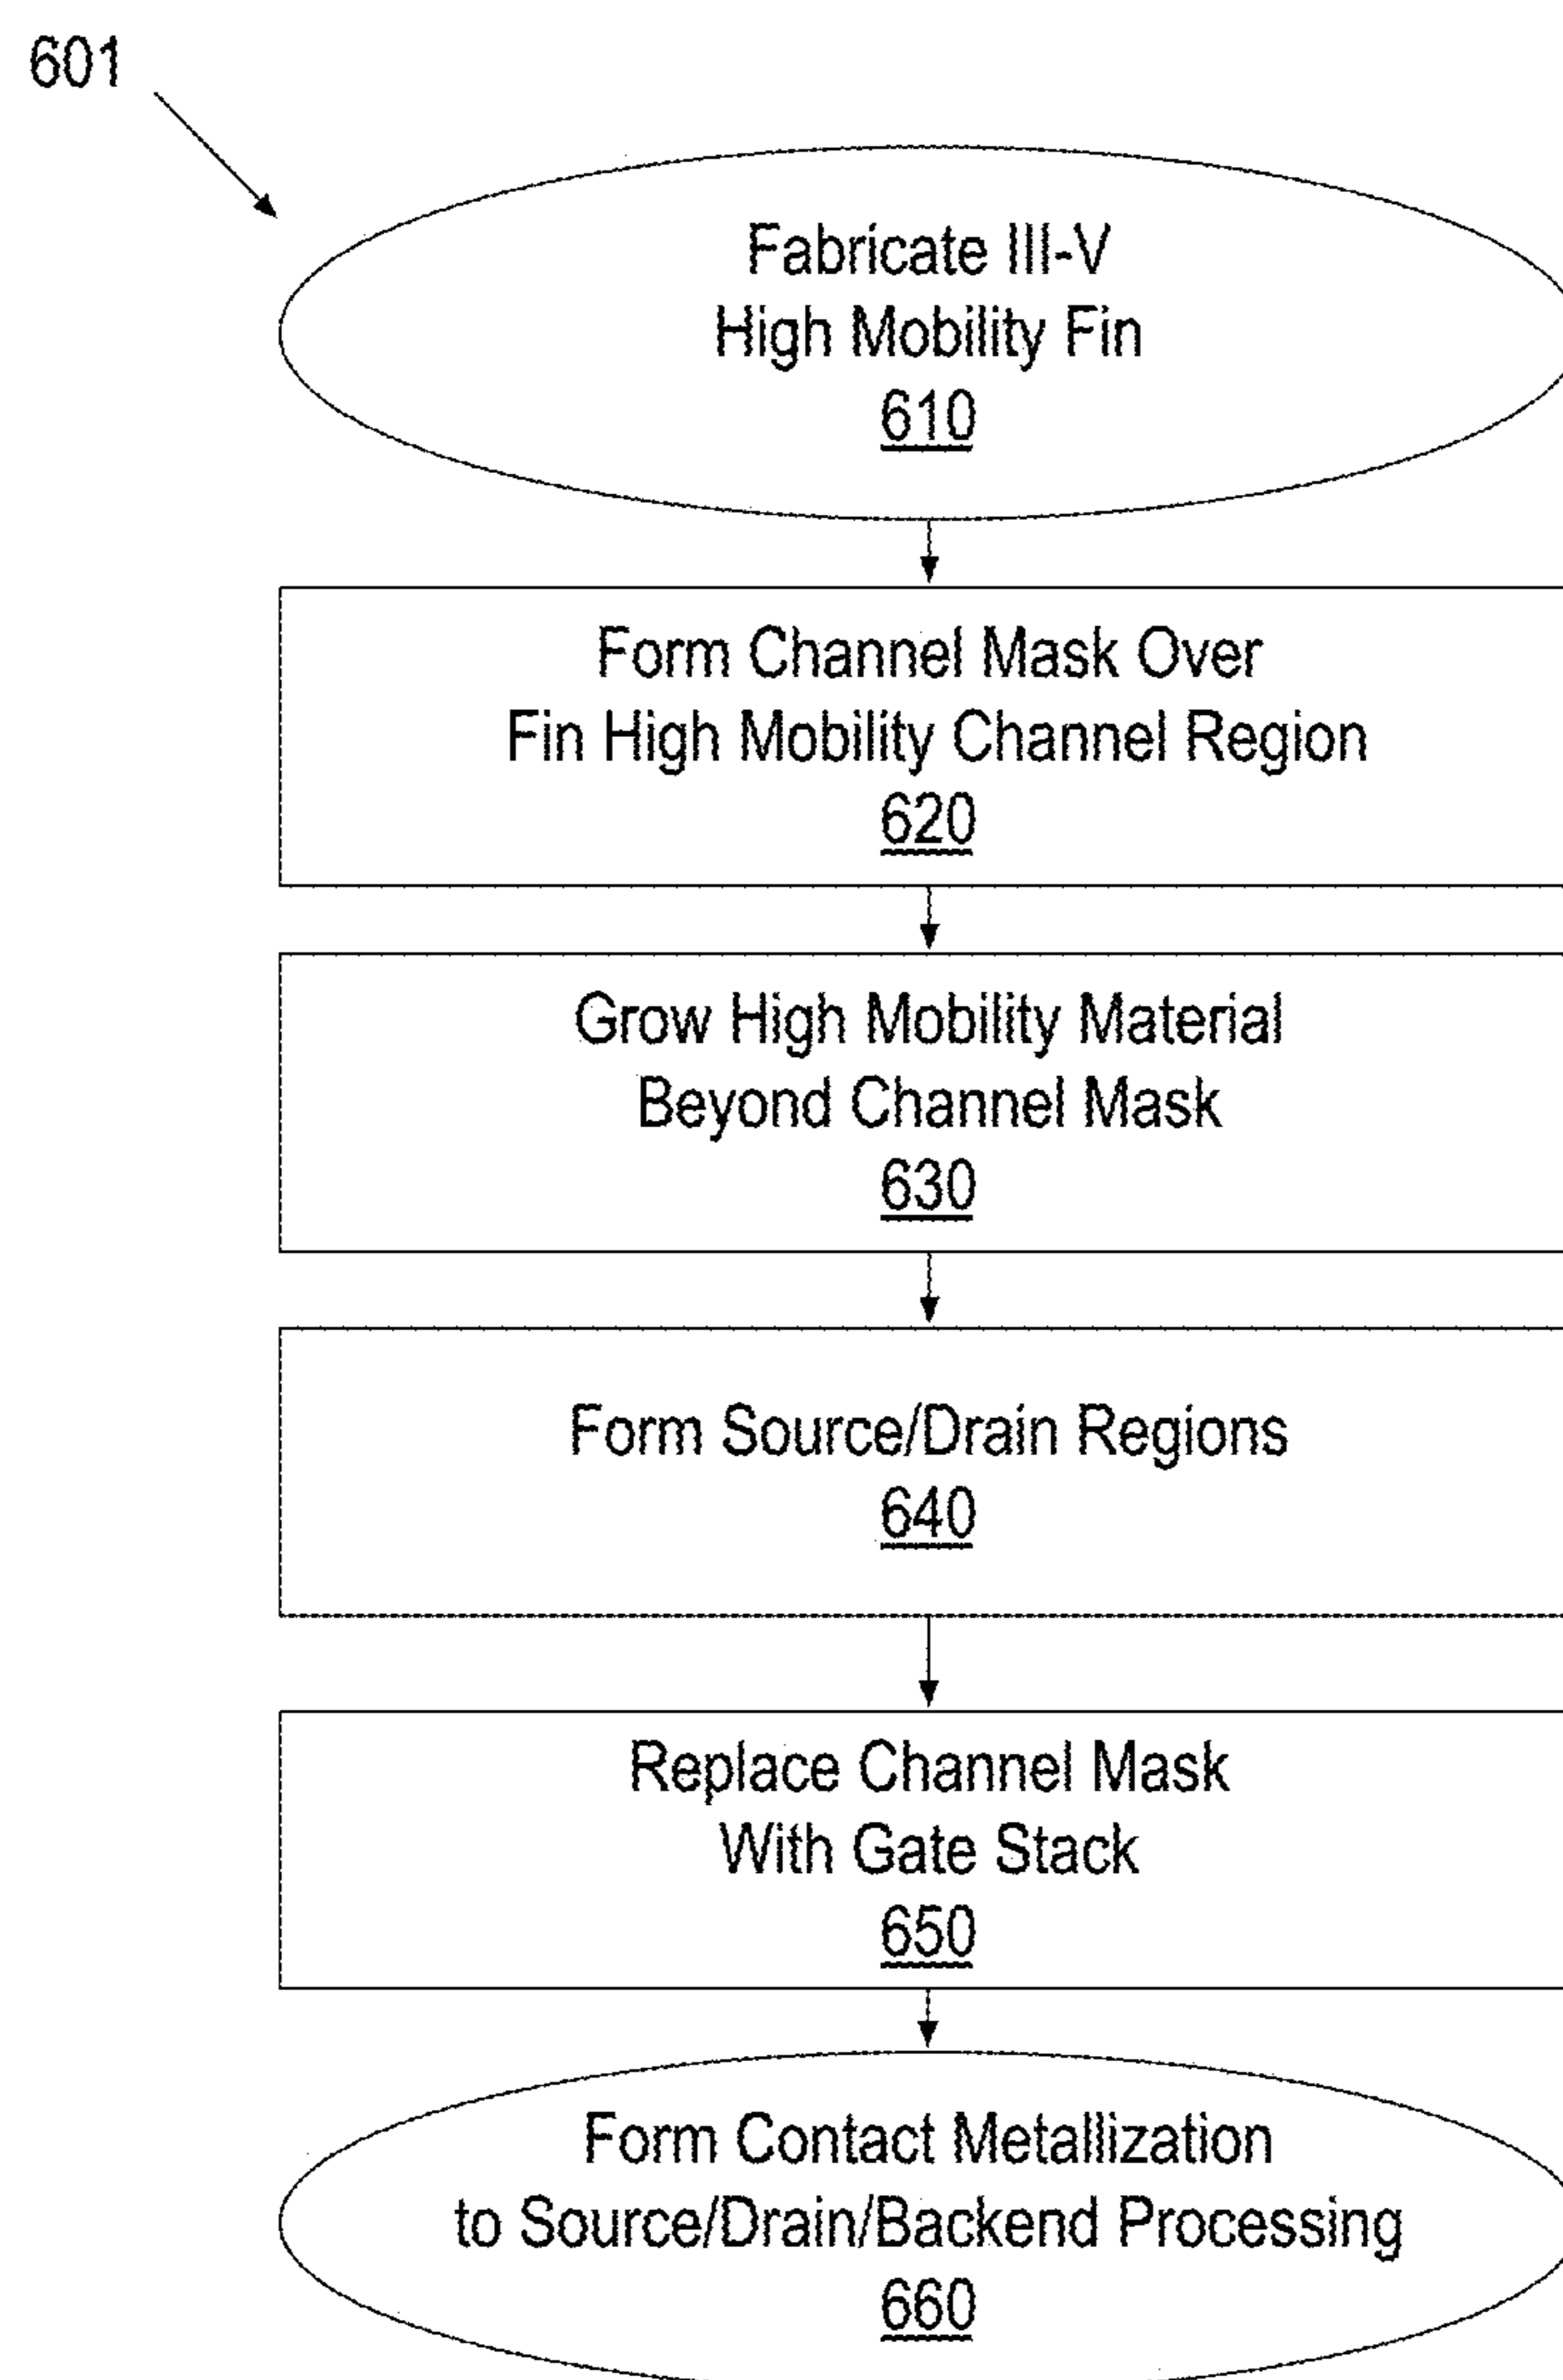 601
Fabricate III-V
High Mobility Fin
610
Form Channel Mask Over
Fin High Mobility Channel Region
620
Grow High Mobility Material
Beyond Channel Mask
630
Form Source/Drain Regions
640
Replace Channel Mask
With Gate Stack
650
Form Contact Metallization
to Source/Drain/Backend Processing
660